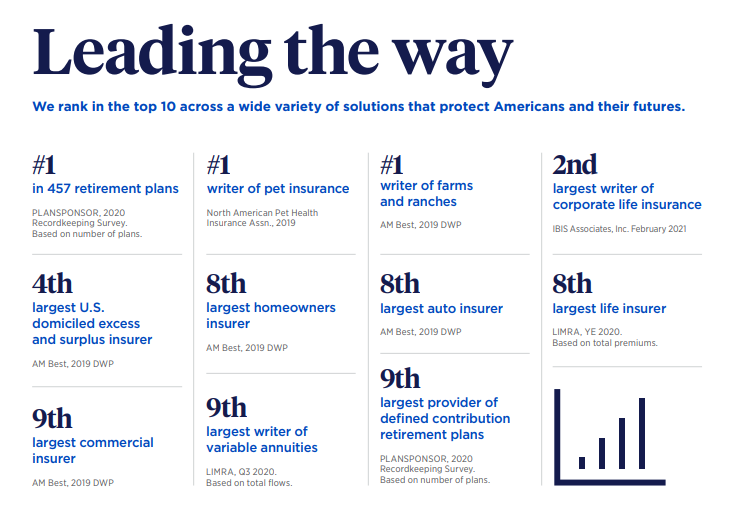 Leading the way
We rank in the top 10 across a wide variety of solutions that protect Americans and their futures.
#1
in 457 retirement plans
PLANSPONSOR, 2020
Recordkeeping Survey.
Based on number of plans.
#1
writer of pet insurance
North American Pet Health
Insurance Assn., 2019
#1
writer of farms
and ranches
AM Best, 2019 DWP
2nd
largest writer of
corporate life insurance
IBIS Associates, Inc. February 2021
4th
largest U.S.
domiciled excess
and surplus insurer
AM Best, 2019 DWP
8th
largest homeowners
insurer
AM Best, 2019 DWP
8th
largest auto insurer
AM Best, 2019 DWP
8th
largest life insurer
LIMRA, YE 2020.
Based on total premiums.
9th
largest commercial
insurer
AM Best, 2019 DWP
9th
largest writer of
variable annuities
LIMRA, Q3 2020.
Based on total flows.
9th
largest provider of
defined contribution
retirement plans
PLANSPONSOR, 2020
Recordkeeping Survey.
Based on number of plans.